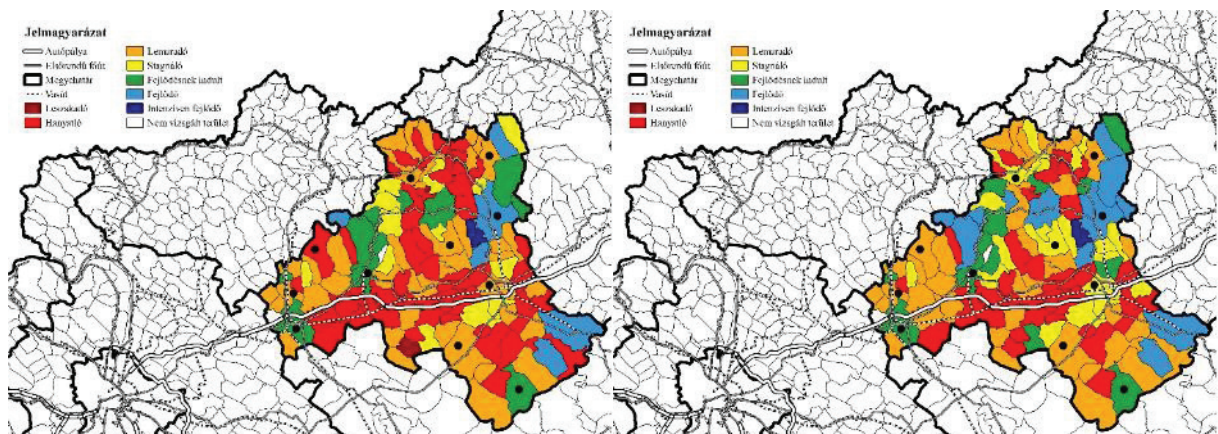 Jelmagyarázat
Autópálya
Elsőrendű főút
Megyehatár
Vasút
Leszakadó
Hanyatló
Lemaradó
Stagnáló
Fejlődésnek indult
Fejlődő
Intenzíven fejlődő
Nem vizsgált terület
Jelmagyarázat
Autópálya
Elsőrendű főút
Megyehatár
Vasút
Leszakadó
Hanyatló
Lemaradó
Stagnáló
Fejlődésnek indult
Fejlődő
Intenzíven fejlődő
Nem vizsgált terület